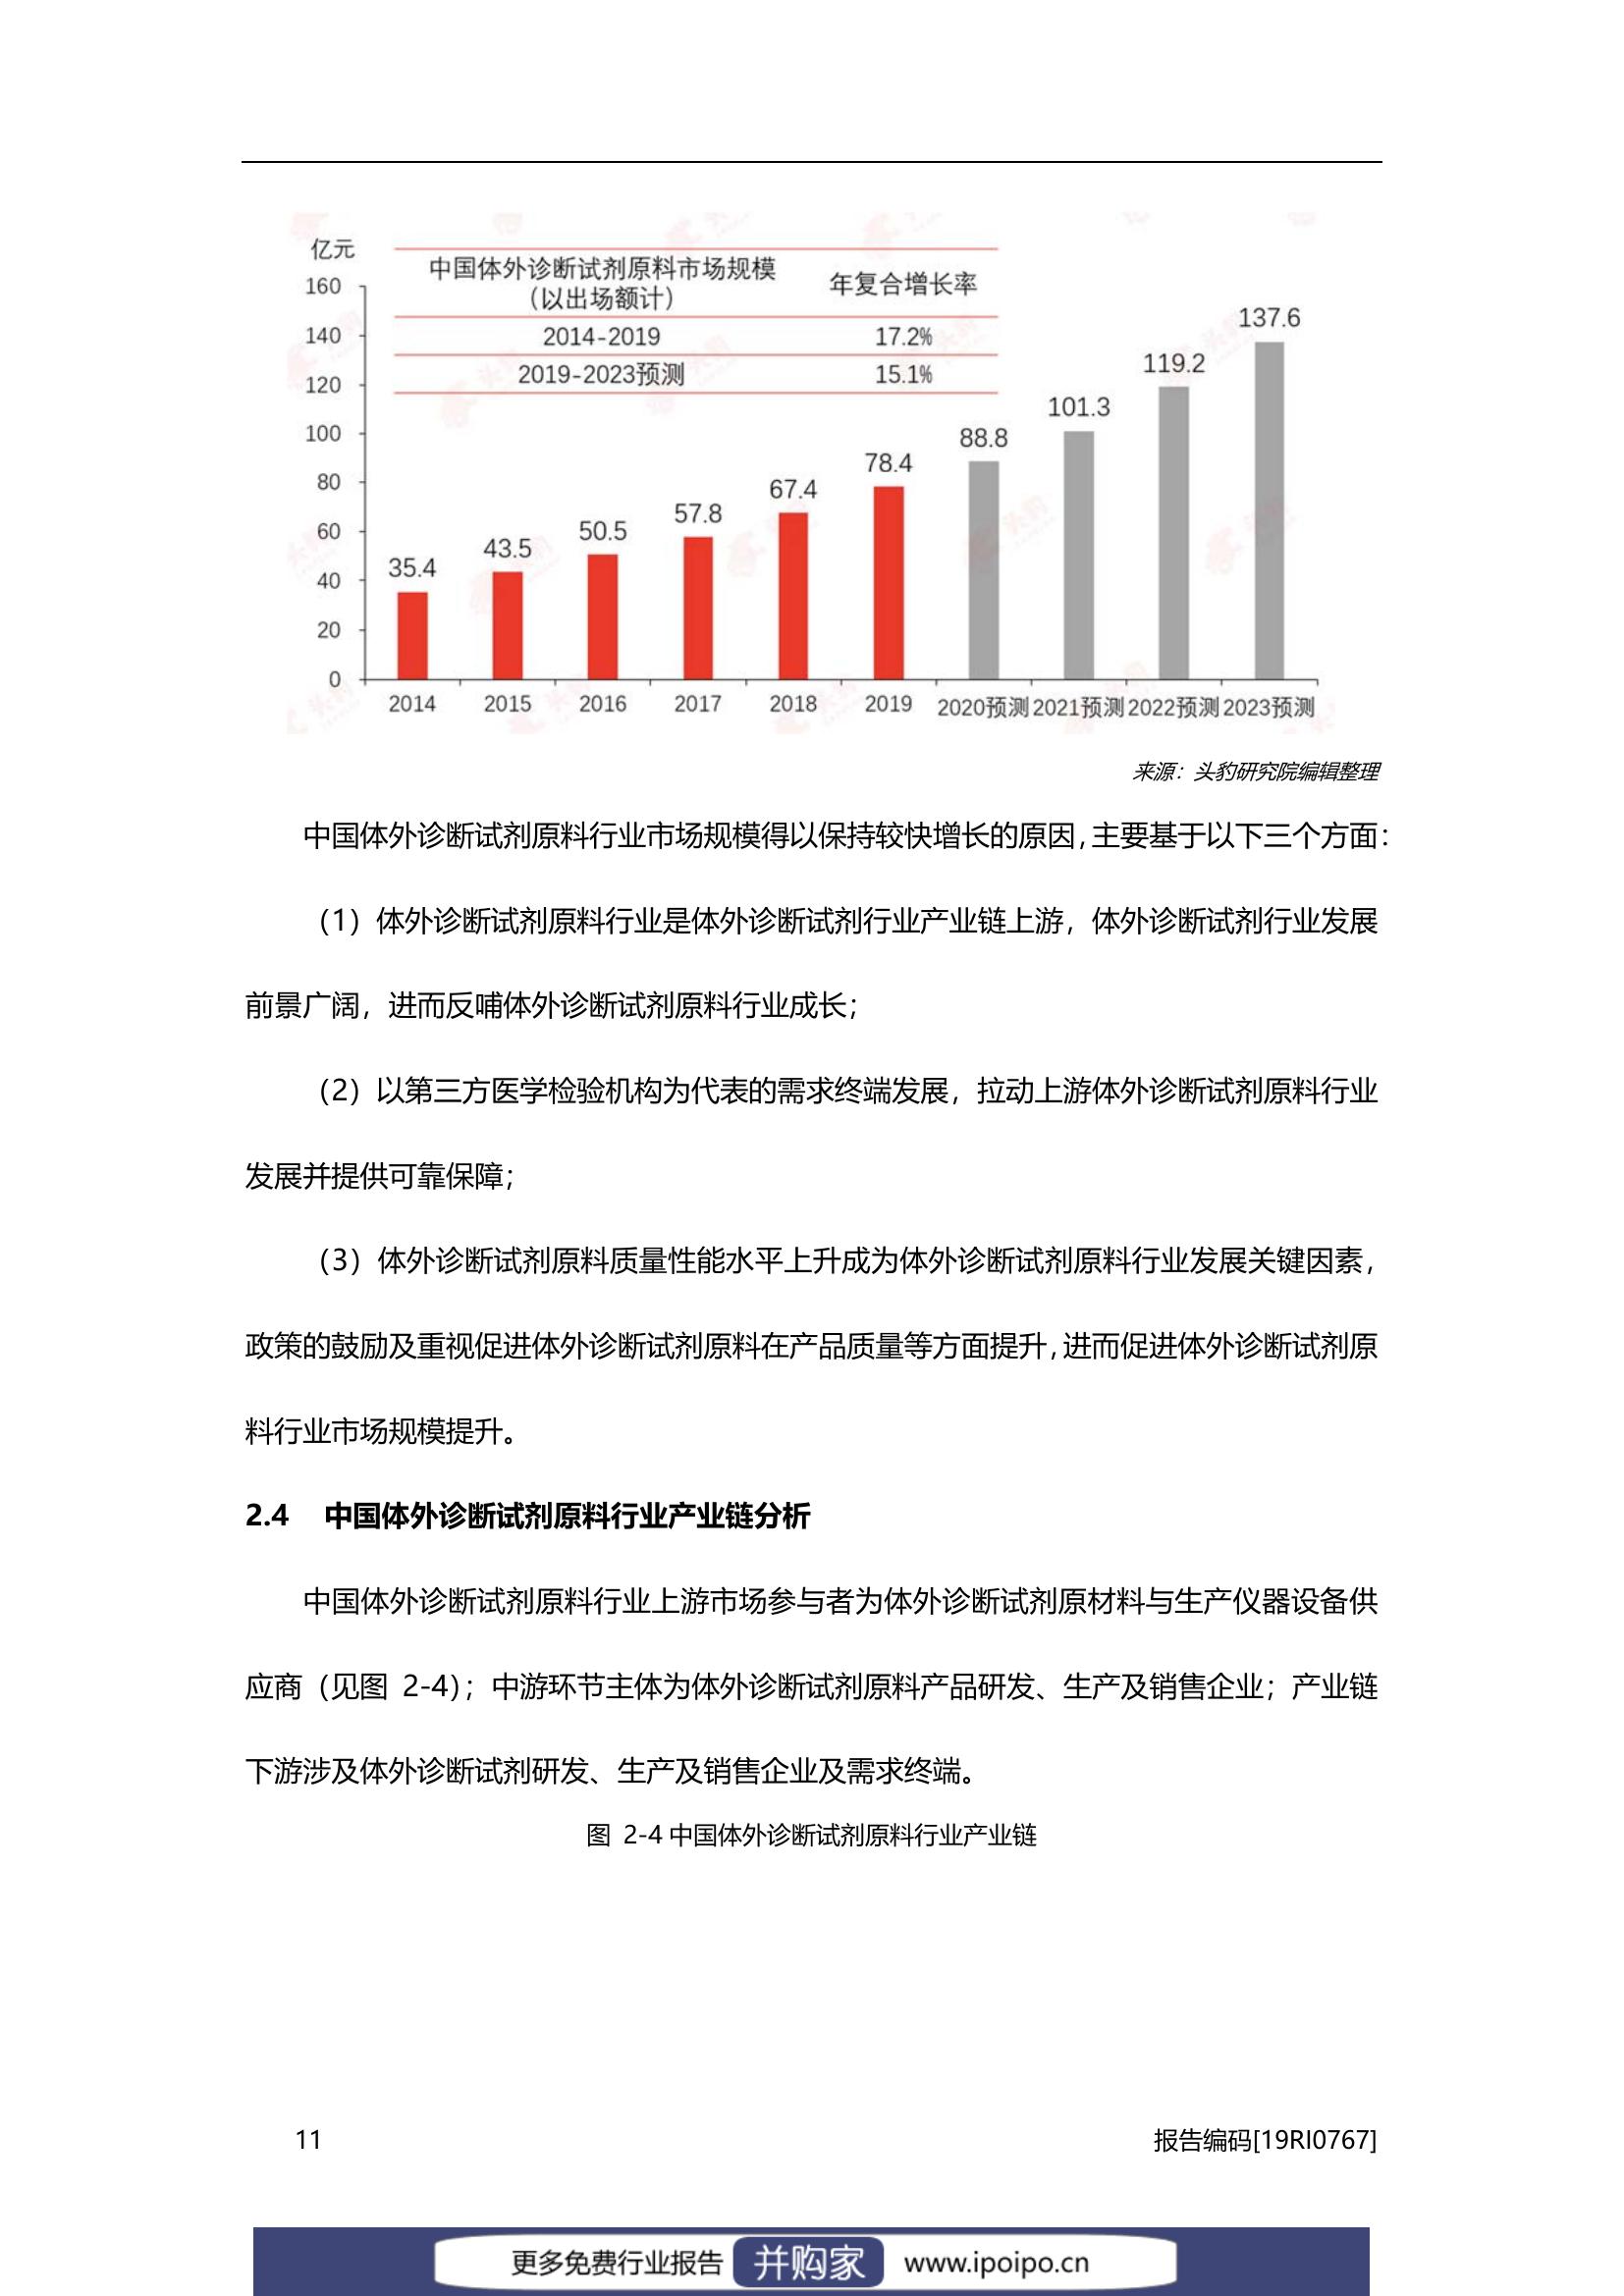 亿元
160
140
120
100
80
60
40
20
0
中国体外诊断试剂原料市场规模
（以出场额计）
年复合增长率
2014-2019 17.2%
2019-2023预测 15.1%
35.4 43.5 50.5 57.8 67.4 78.4 88.8 101.3 119.2 137.6
2014 2015 2016 2017 2018 2019 2020预测 2021预测 2022预测 2023预测
来源：头豹研究院编辑整理
中国体外诊断试剂原料行业市场规模得以保持较快增长的原因，主要基于以下三个方面：
（1）体外诊断试剂原料行业是体外诊断试剂行业产业链上游，体外诊断试剂行业发展
前景广阔，进而反哺体外诊断试剂原料行业成长；
（2）以第三方医学检验机构为代表的需求终端发展，拉动上游体外诊断试剂原料行业
发展并提供可靠保障；
（3）体外诊断试剂原料质量性能水平上升成为体外诊断试剂原料行业发展关键因素，
政策的鼓励及重视促进体外诊断试剂原料在产品质量等方面提升，进而促进体外诊断试剂原
料行业市场规模提升。
2.4 中国体外诊断试剂原料行业产业链分析
中国体外诊断试剂原料行业上游市场参与者为体外诊断试剂原材料与生产仪器设备供
应商（见图 2-4）；中游环节主体为体外诊断试剂原料产品研发、生产及销售企业；产业链
下游涉及体外诊断试剂研发、生产及销售企业及需求终端。
图 2-4 中国体外诊断试剂原料行业产业链
11 报告编码[19RI0767]
更多免费行业报告 并购家 www.ipoipo.cn